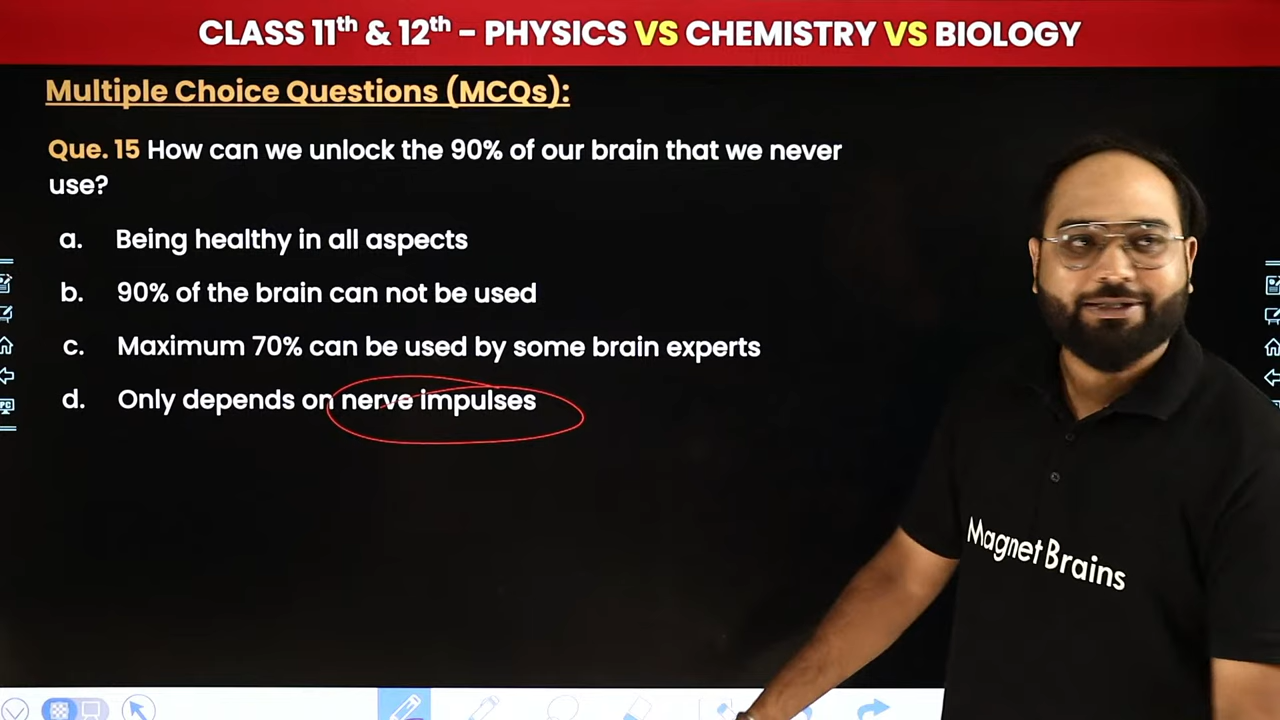 CLASS 11th & 12th – PHYSICS VS CHEMISTRY VS BIOLOGY
Multiple Choice Questions (MCQs):
Que. 15 How can we unlock the 90% of our brain that we never
use?
a. Being healthy in all aspects
b. 90% of the brain can not be used
c. Maximum 70% can be used by some brain experts
d. Only depends on nerve impulses
Magnet Brains